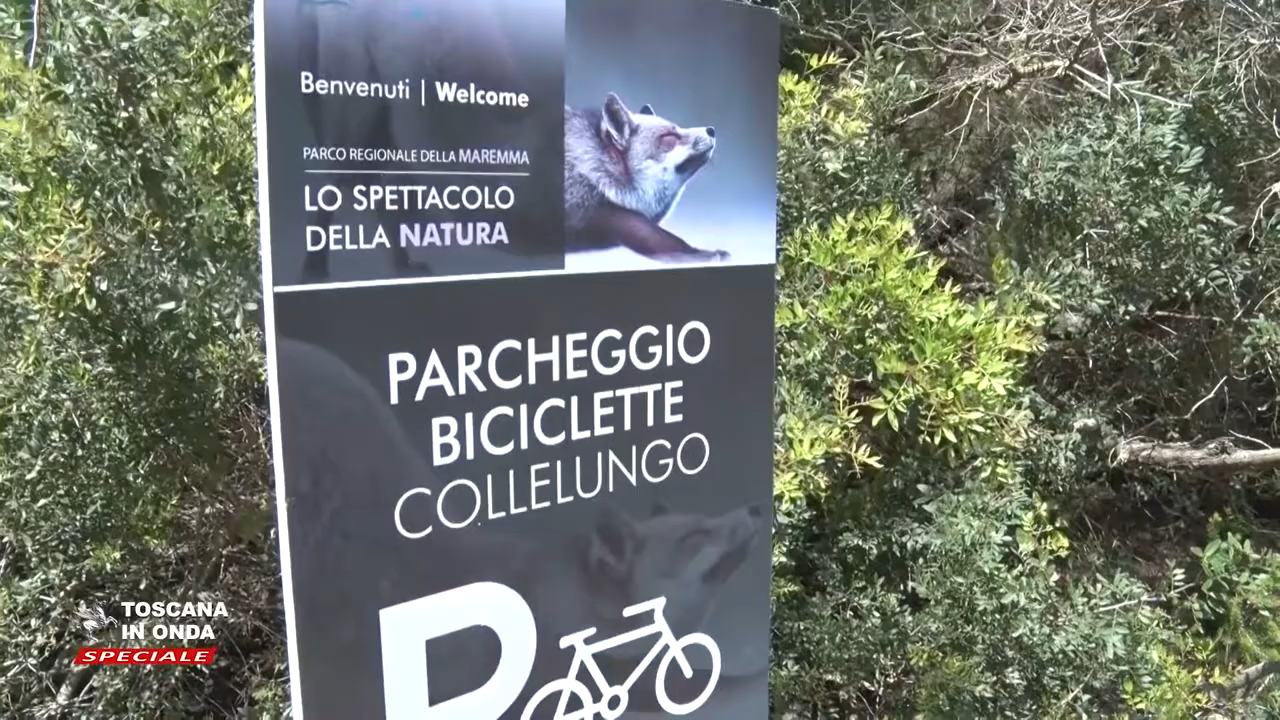 Benvenuti | Welcome
PARCO REGIONALE DELLA MAREMMA
LO SPETTACOLO
DELLA NATURA
PARCHEGGIO
BICICLETTE
COLLELUNGO
P
TOSCANA
IN ONDA
SPECIALE